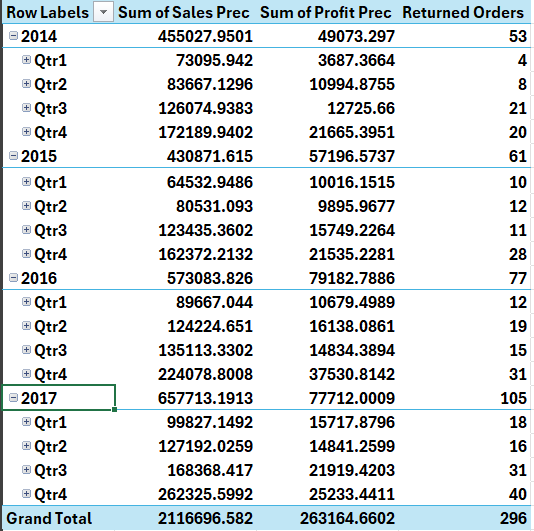 Row Labels Sum of Sales Prec Sum of Profit Prec Returned Orders
2014 455027.9501 49073.297 53
Qtr1 73095.942 3687.3664 4
Qtr2 83667.1296 10994.8755 8
Qtr3 126074.9383 12725.66 21
Qtr4 172189.9402 21665.3951 20
2015 430871.615 57196.5737 61
Qtr1 64532.9486 10016.1515 10
Qtr2 80531.093 9895.9677 12
Qtr3 123435.3602 15749.2264 11
Qtr4 162372.2132 21535.2281 28
2016 573083.826 79182.7886 77
Qtr1 89667.044 10679.4989 12
Qtr2 124224.651 16138.0861 19
Qtr3 135113.3302 14834.3894 15
Qtr4 224078.8008 37530.8142 31
2017 657713.1913 77712.0009 105
Qtr1 99827.1492 15717.8796 18
Qtr2 127192.0259 14841.2599 16
Qtr3 168368.417 21919.4203 31
Qtr4 262325.5992 25233.4411 40
Grand Total 2116696.582 263164.6602 296